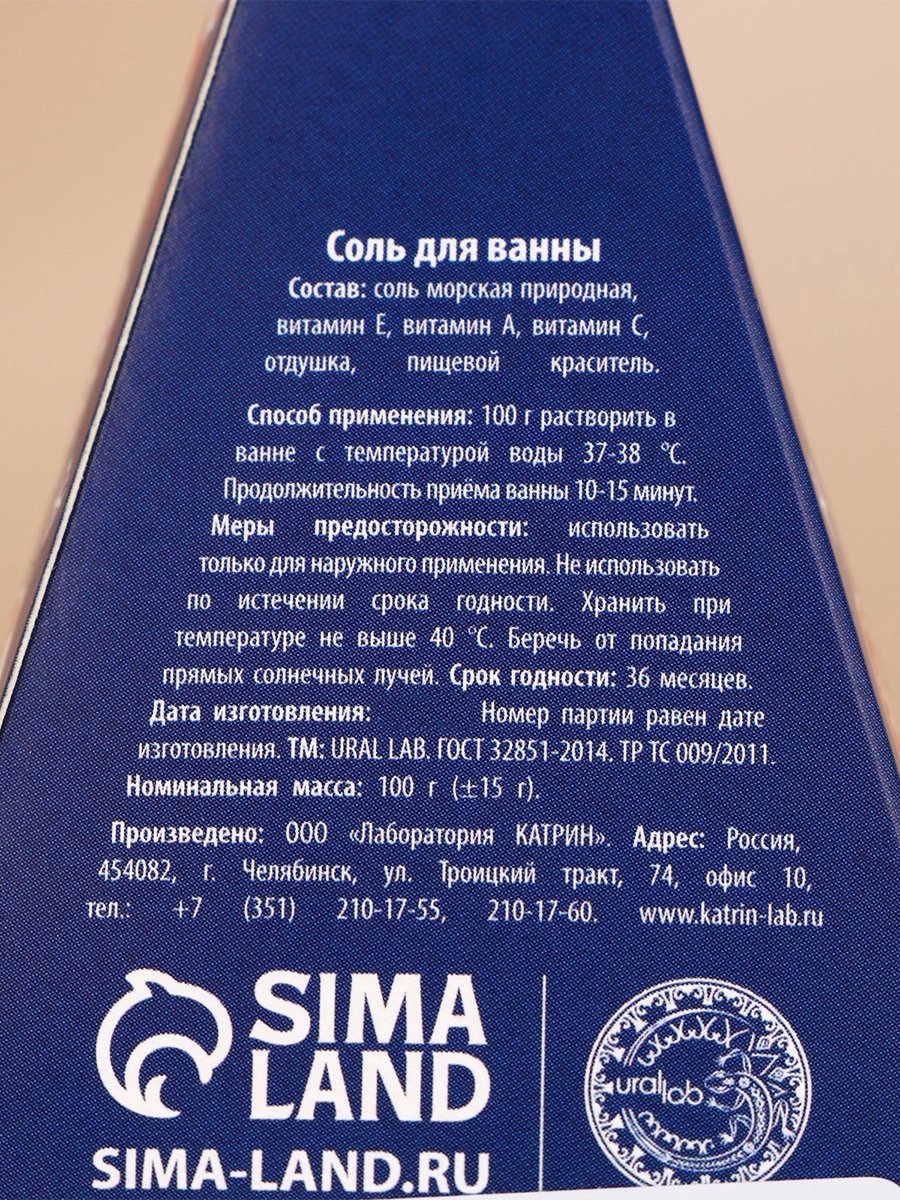 Соль для ванны
Состав: соль морская природная,
витамин Е, витамин А, витамин С,
отдушка, пищевой краситель.
Способ применения: 100 г растворить в
ванне с температурой воды 37-38 °С.
Продолжительность приёма ванны 10-15 минут.
Меры предосторожности: использовать
только для наружного применения. Не использовать
по истечении срока годности. Хранить при
температуре не выше 40 °С. Беречь от попадания
прямых солнечных лучей. Срок годности: 36 месяцев.
Дата изготовления: Номер партии равен дате
изготовления. ТМ: URAL LAB. ГОСТ 32851-2014. ТР ТС 009/2011.
Номинальная масса: 100 г (±15 г).
Произведено: ООО «Лаборатория КАТРИН». Адрес: Россия,
454082, г. Челябинск, ул. Троицкий тракт, 74, офис 10,
тел.: +7 (351) 210-17-55, 210-17-60. www.katrin-lab.ru
SIMA
LAND
SIMA-LAND.RU
ural lab